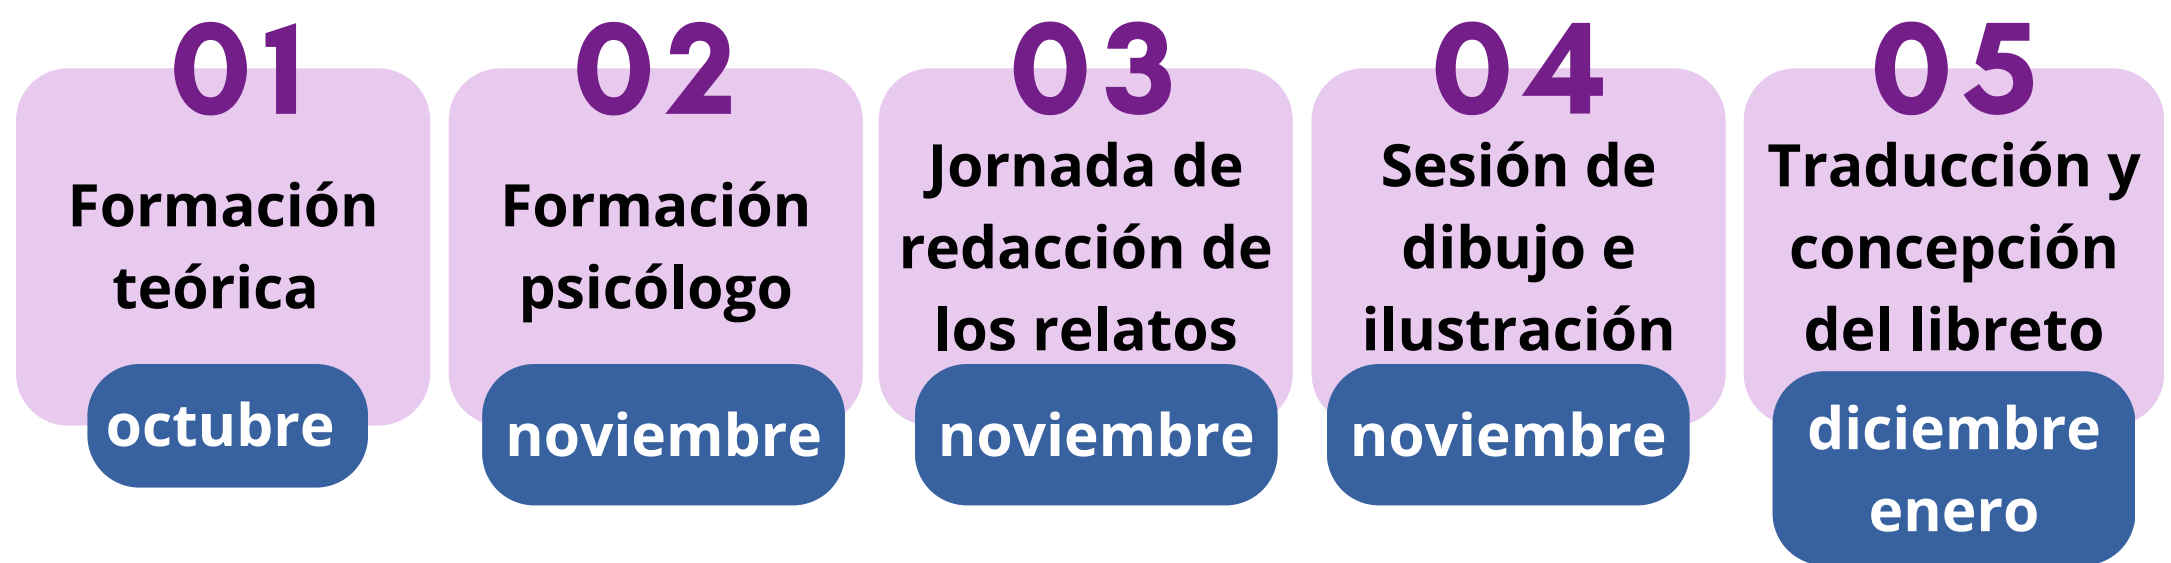 01
Formación
teórica
octubre
02
Formación
psicólogo
noviembre
03
Jornada de
redacción de
los relatos
noviembre
04
Sesión de
dibujo e
ilustración
noviembre
05
Traducción y
concepción
del libreto
diciembre
enero